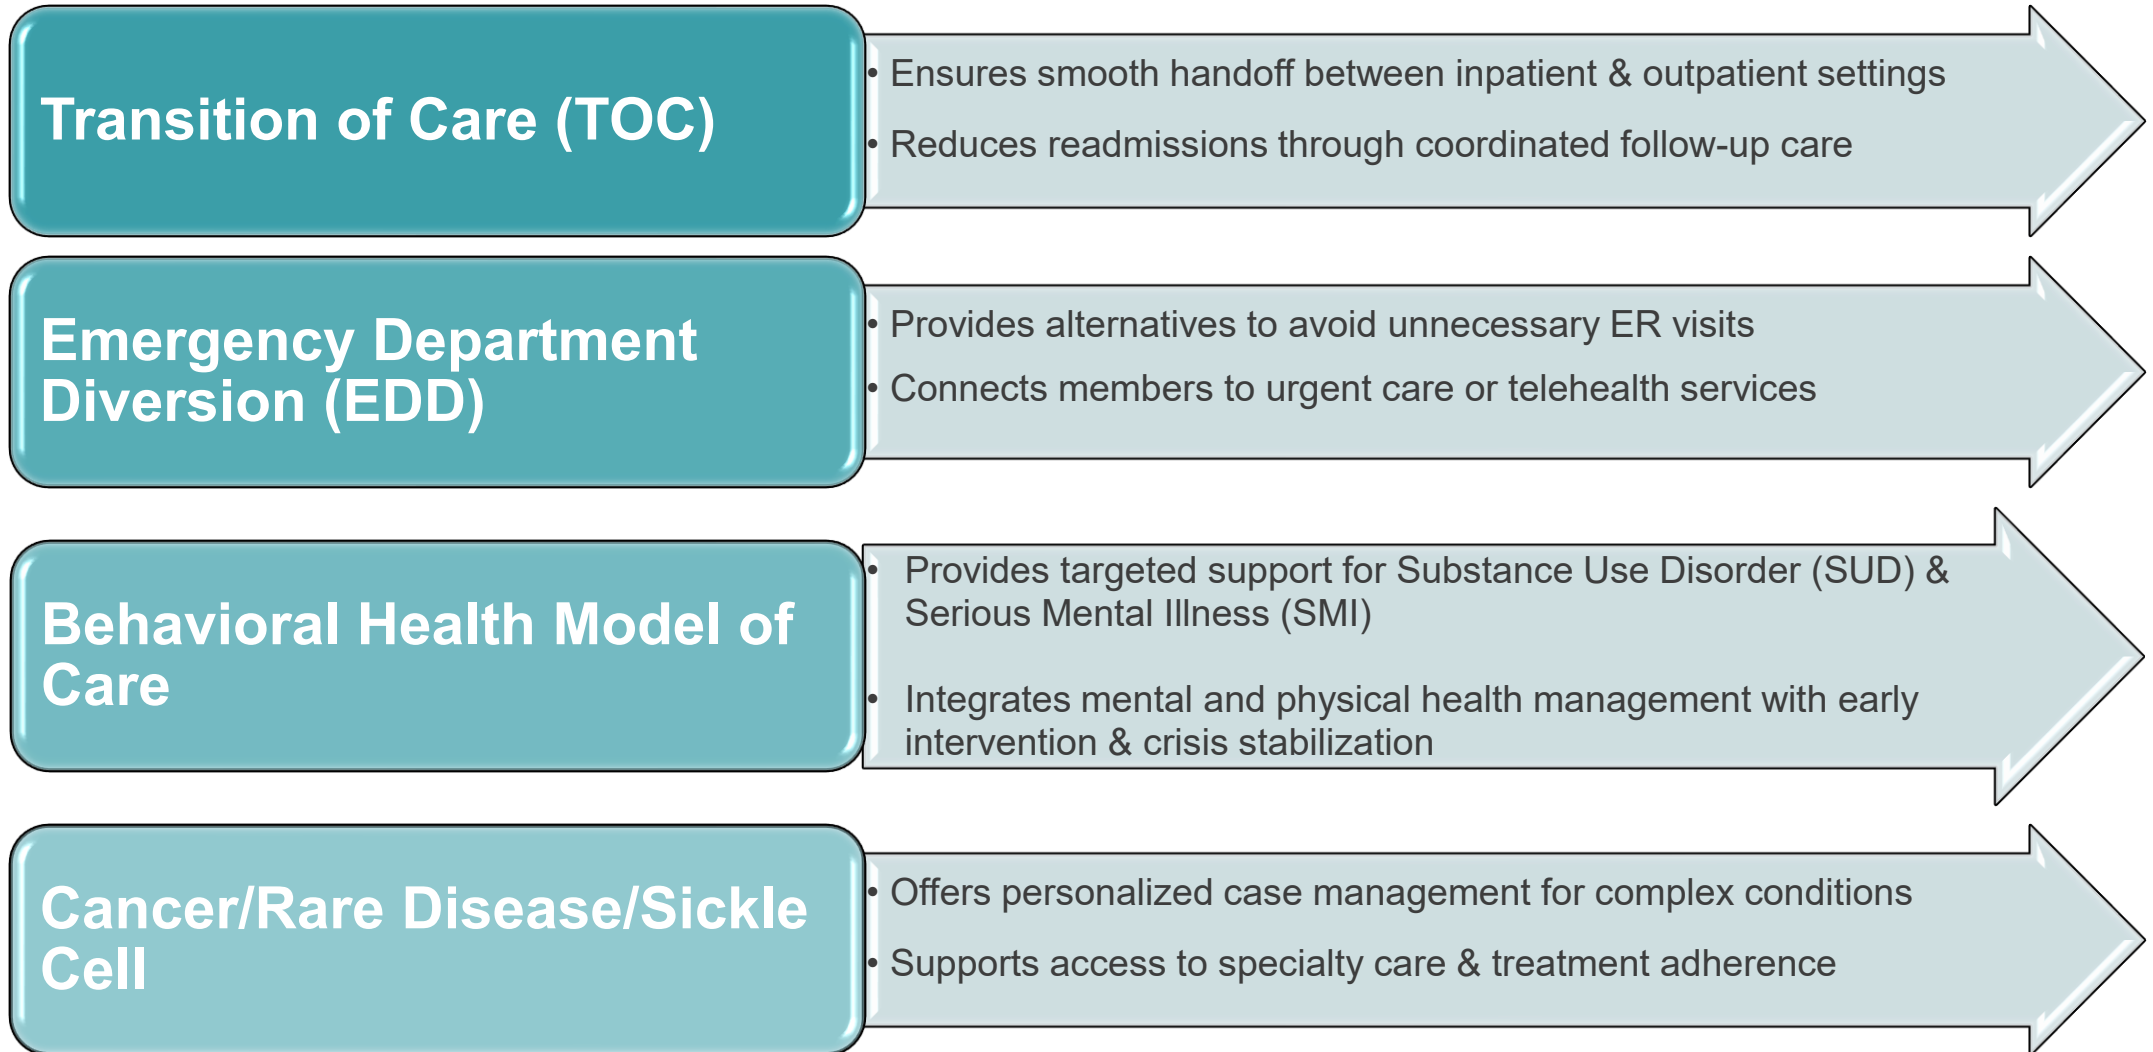 Transition of Care (TOC)
• Ensures smooth handoff between inpatient & outpatient settings
• Reduces readmissions through coordinated follow-up care
Emergency Department
Diversion (EDD)
• Provides alternatives to avoid unnecessary ER visits
• Connects members to urgent care or telehealth services
Behavioral Health Model of
Care
• Provides targeted support for Substance Use Disorder (SUD) &
Serious Mental Illness (SMI)
• Integrates mental and physical health management with early
intervention & crisis stabilization
Cancer/Rare Disease/Sickle
Cell
• Offers personalized case management for complex conditions
• Supports access to specialty care & treatment adherence